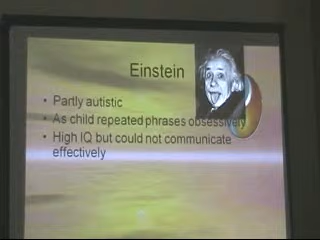 Einstein
• Partly autistic
• As child repeated phrases obsessively
• High IQ but could not communicate
effectively